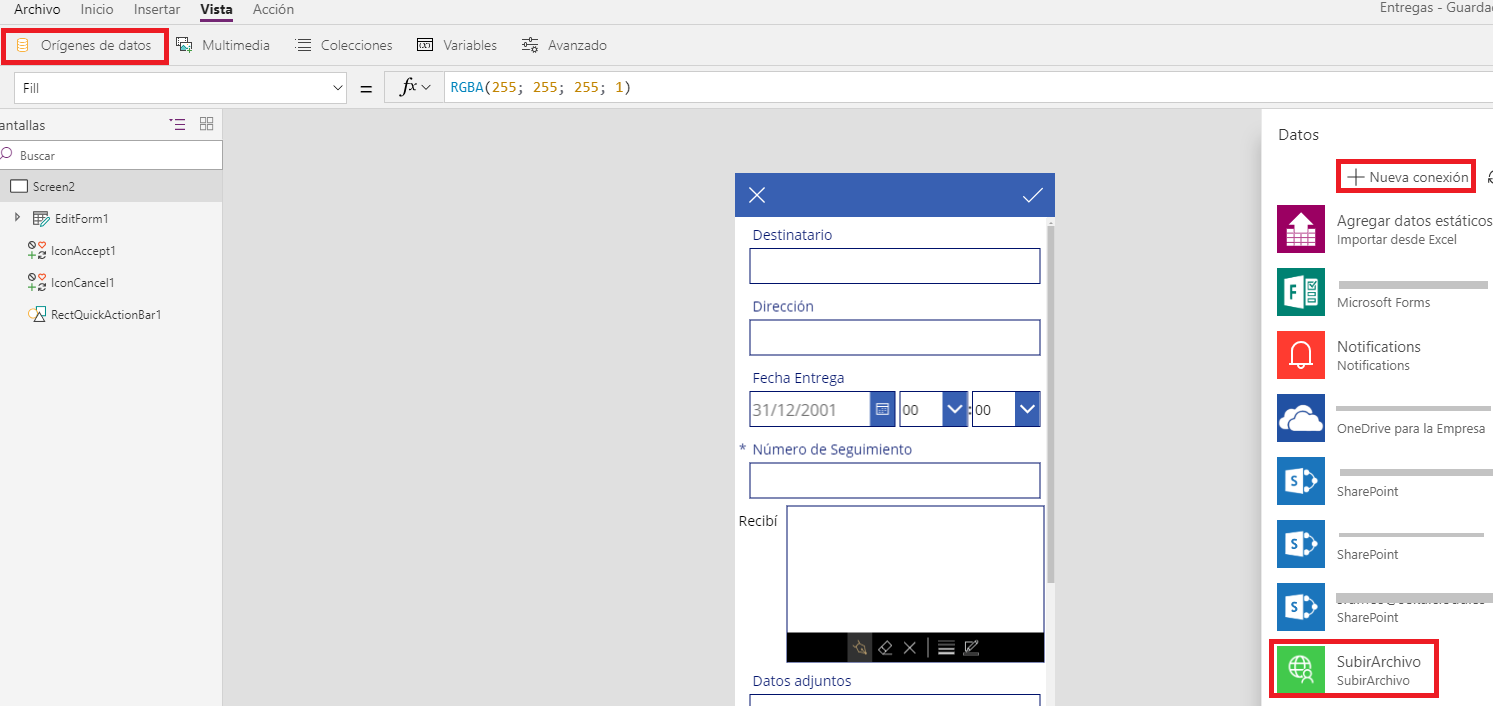 Archivo Inicio Insertar Vista Acción Entregas - Guardad
Orígenes de datos Multimedia Colecciones Variables Avanzado
Fill = fx RGBA(255; 255; 255; 1)
antallas
Buscar
Screen2
EditForm1
IconAccept1
IconCancel1
RectQuickActionBar1
Destinatario
Dirección
Fecha Entrega
31/12/2001 00 : 00
* Número de Seguimiento
Recibí
Datos adjuntos
Datos
Nueva conexión
Agregar datos estáticos
Importar desde Excel
Microsoft Forms
Notifications
Notifications
OneDrive para la Empresa
SharePoint
SharePoint
SharePoint
SubirArchivo
SubirArchivo